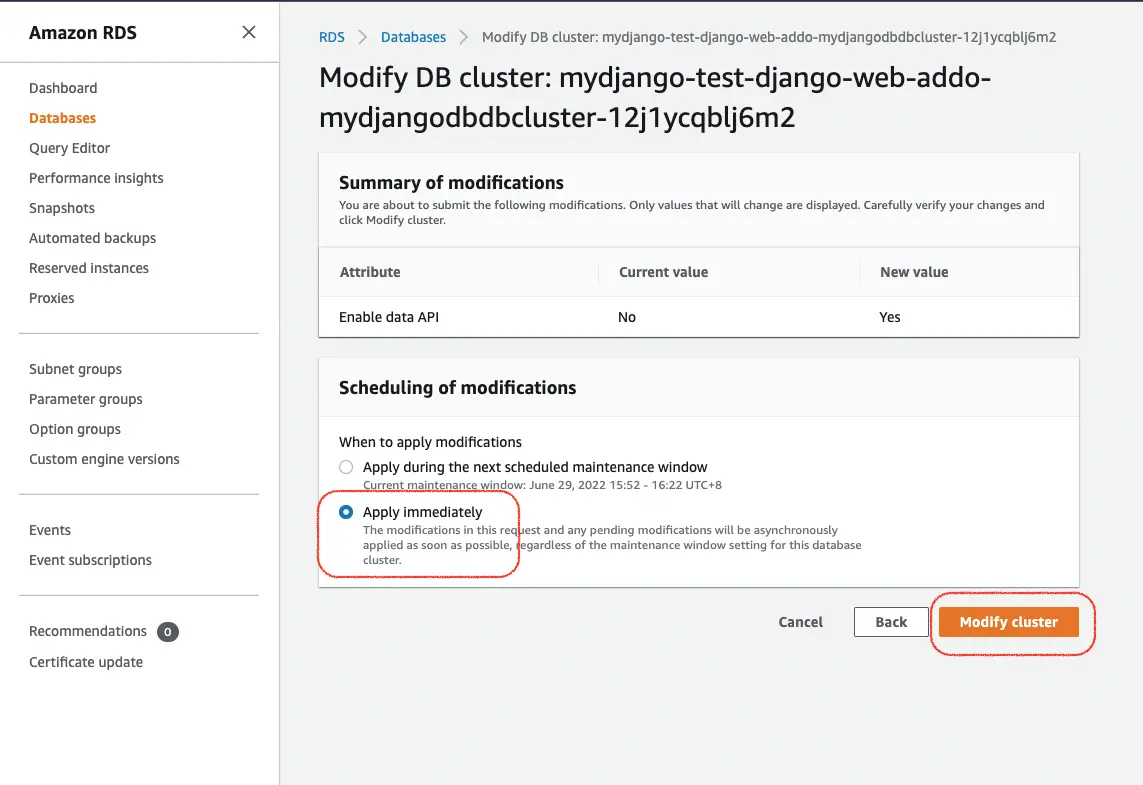 Amazon RDS
Dashboard
Databases
Query Editor
Performance insights
Snapshots
Automated backups
Reserved instances
Proxies
Subnet groups
Parameter groups
Option groups
Custom engine versions
Events
Event subscriptions
Recommendations 0
Certificate update
RDS > Databases > Modify DB cluster: mydjango-test-django-web-addo-mydjangodbdbcluster-12j1ycqblj6m2
Modify DB cluster: mydjango-test-django-web-addo-
mydjangodbdbcluster-12j1ycqblj6m2
Summary of modifications
You are about to submit the following modifications. Only values that will change are displayed. Carefully verify your changes and
click Modify cluster.
Attribute Current value New value
Enable data API No Yes
Scheduling of modifications
When to apply modifications
Apply during the next scheduled maintenance window
Current maintenance window: June 29, 2022 15:52 - 16:22 UTC+8
Apply immediately
The modifications in this request and any pending modifications will be asynchronously
applied as soon as possible, regardless of the maintenance window setting for this database
cluster.
Cancel Back Modify cluster